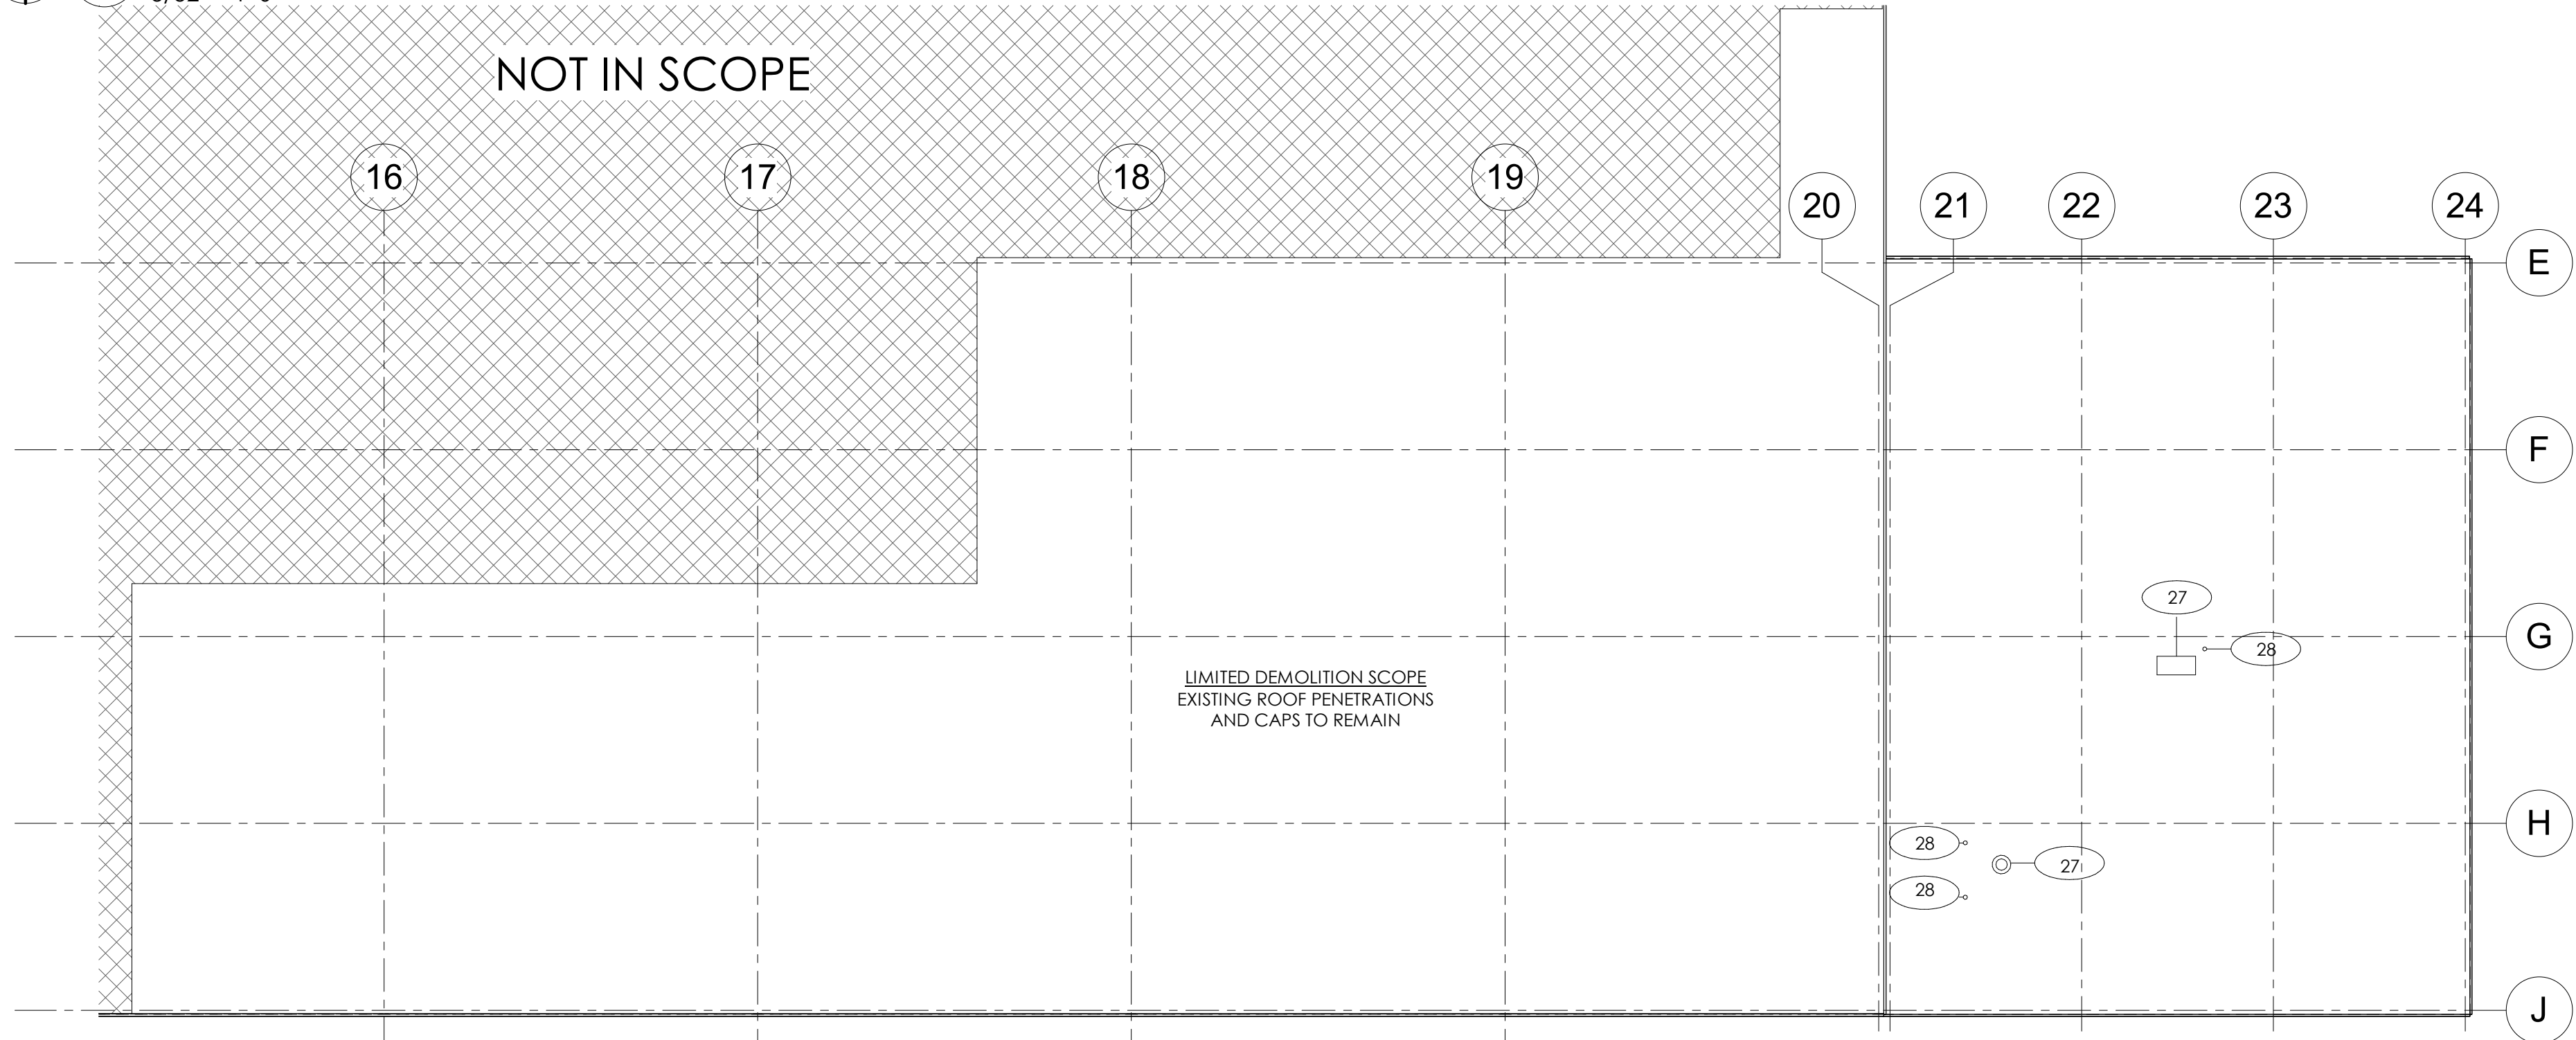 NOT IN SCOPE
16
17
18
19
20
21
22
23
24
E
F
27
G
28
LIMITED DEMOLITION SCOPE
EXISTING ROOF PENETRATIONS
AND CAPS TO REMAIN
H
28
27
28
J